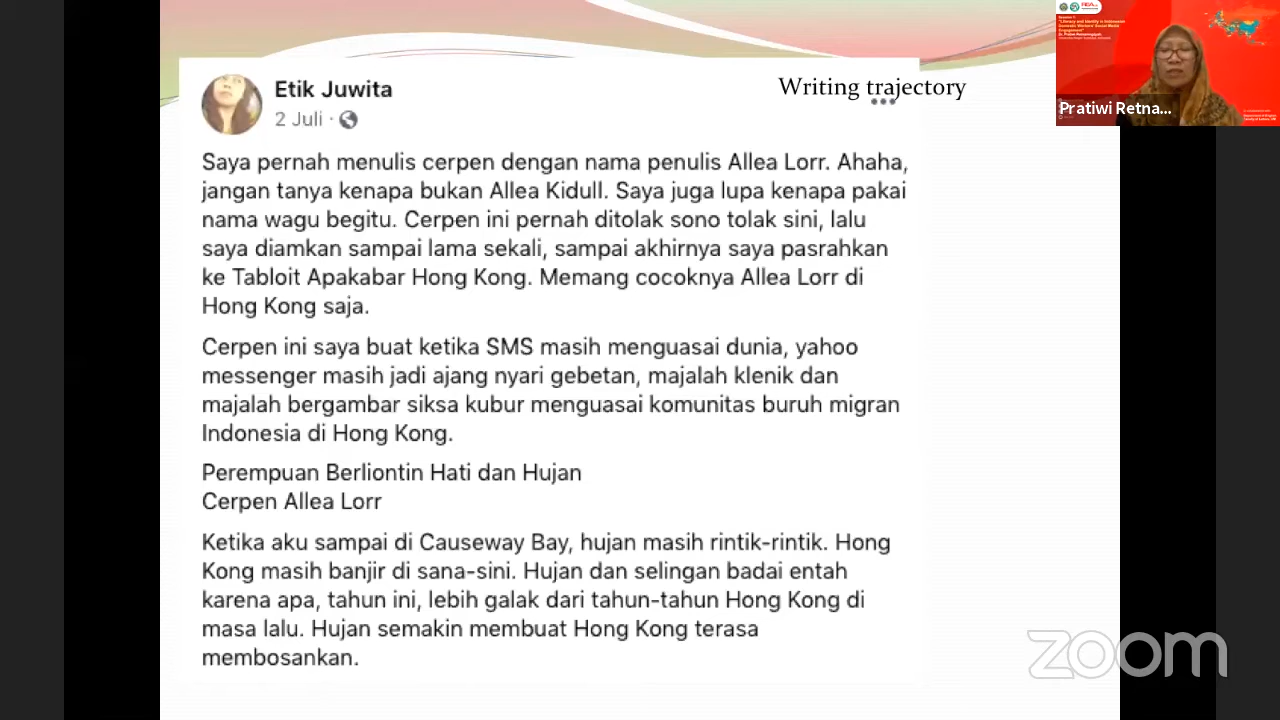 Writing trajectory
Etik Juwita
2 Juli ·
Saya pernah menulis cerpen dengan nama penulis Allea Lorr. Ahaha,
jangan tanya kenapa bukan Allea Kidull. Saya juga lupa kenapa pakai
nama wagu begitu. Cerpen ini pernah ditolak sono tolak sini, lalu
saya diamkan sampai lama sekali, sampai akhirnya saya pasrahkan
ke Tabloit Apakabar Hong Kong. Memang cocoknya Allea Lorr di
Hong Kong saja.
Cerpen ini saya buat ketika SMS masih menguasai dunia, yahoo
messenger masih jadi ajang nyari gebetan, majalah klenik dan
majalah bergambar siksa kubur menguasai komunitas buruh migran
Indonesia di Hong Kong.
Perempuan Berliontin Hati dan Hujan
Cerpen Allea Lorr
Ketika aku sampai di Causeway Bay, hujan masih rintik-rintik. Hong
Kong masih banjir di sana-sini. Hujan dan selingan badai entah
karena apa, tahun ini, lebih galak dari tahun-tahun Hong Kong di
masa lalu. Hujan semakin membuat Hong Kong terasa
membosankan.
Pratiwi Retna...
zoom